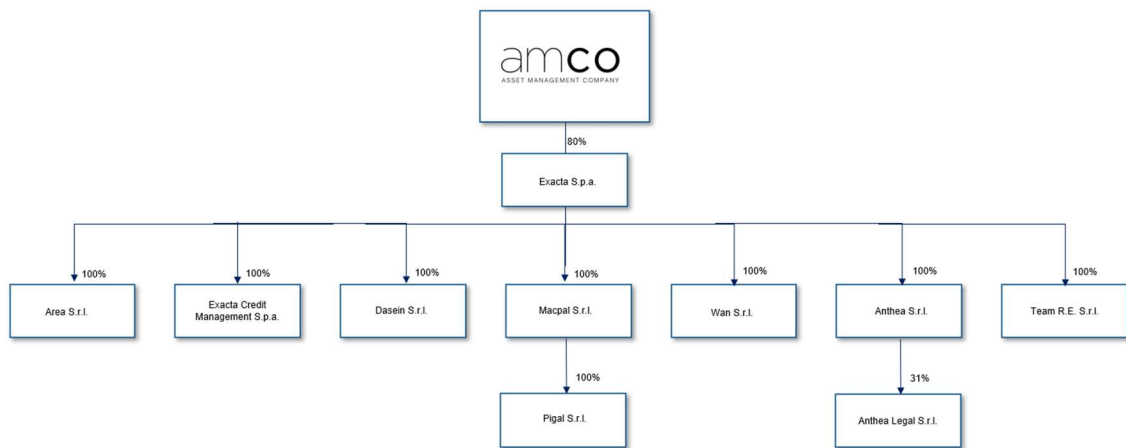 amco
ASSET MANAGEMENT COMPANY
80%
Exacta S.p.a.
100%
100%
100%
100%
100%
100%
100%
Area S.r.l.
Exacta Credit
Management S.p.a.
Dasein S.r.l.
Macpal S.r.l.
Wan S.r.l.
Anthea S.r.l.
Team R.E. S.r.l.
100%
31%
Pigal S.r.l.
Anthea Legal S.r.l.